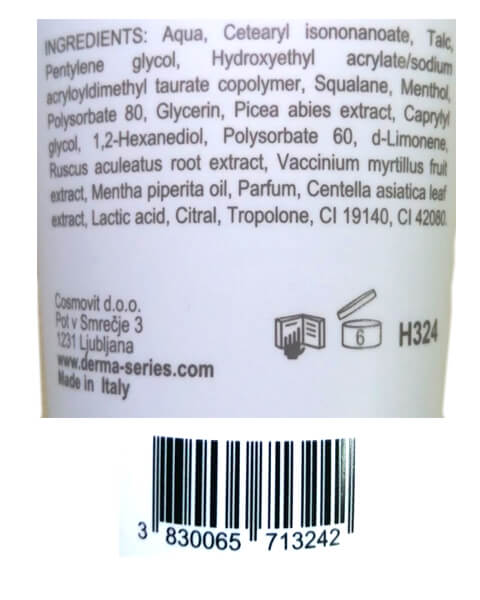 INGREDIENTS: Aqua, Cetearyl isononanoate, Talc,
Pentylene glycol, Hydroxyethyl acrylate/sodium
acryloyldimethyl taurate copolymer, Squalane, Menthol,
Polysorbate 80, Glycerin, Picea abies extract, Caprylyl
glycol, 1,2-Hexanediol, Polysorbate 60, d-Limonene,
Ruscus aculeatus root extract, Vaccinium myrtillus fruit
extract, Mentha piperita oil, Parfum, Centella asiatica leaf
extract, Lactic acid, Citral, Tropolone, CI 19140, CI 42080.
Cosmovit d.o.o.
Pot v Smrečje 3
1231 Ljubljana
www.derma-series.com
Made in Italy
6 H324
3 830065 713242